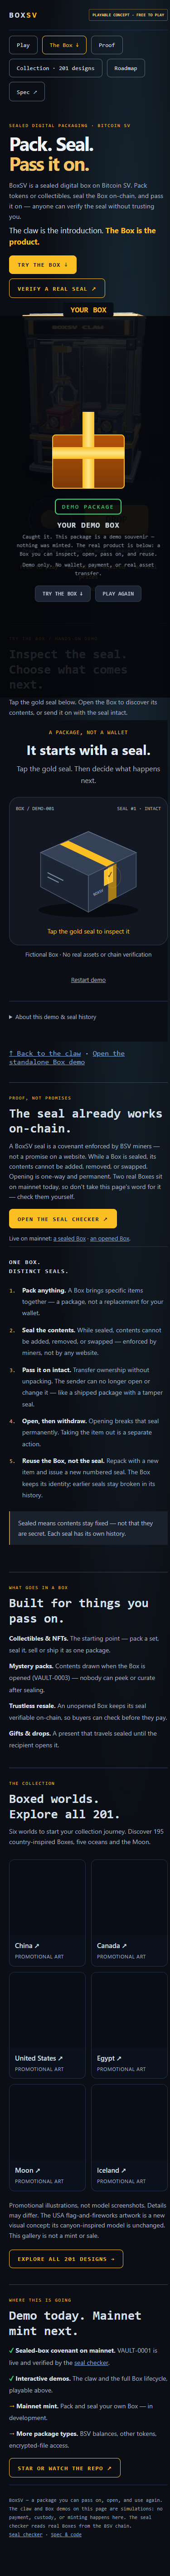 BOXSV
PLAYABLE CONCEPT · FREE TO PLAY
Play
The Box ↓
Proof
Collection · 201 designs
Roadmap
Spec ↗
SEALED DIGITAL PACKAGING · BITCOIN SV
Pack. Seal.
Pass it on.
BoxSV is a sealed digital box on Bitcoin SV. Pack
tokens or collectibles, seal the Box on-chain, and pass
it on — anyone can verify the seal without trusting
you.
The claw is the introduction. The Box is the
product.
TRY THE BOX ↓
VERIFY A REAL SEAL ↗
YOUR BOX
DEMO PACKAGE
YOUR DEMO BOX
Caught it. This package is a demo souvenir —
nothing was minted. The real product is below: a
Box you can inspect, open, pass on, and reuse.
Demo only. No wallet, payment, or real asset
transfer.
TRY THE BOX ↓
PLAY AGAIN
Inspect the seal.
Choose what comes
next.
Tap the gold seal below. Open the Box to discover its
contents, or send it on with the seal intact.
A PACKAGE, NOT A WALLET
It starts with a seal.
Tap the gold seal. Then decide what happens
next.
BOX / DEMO-001
SEAL #1 · INTACT
Tap the gold seal to inspect it
Fictional Box · No real assets or chain verification
Restart demo
▶ About this demo & seal history
↑ Back to the claw · Open the
standalone Box demo
PROOF, NOT PROMISES
The seal already works
on-chain.
A BoxSV seal is a covenant enforced by BSV miners —
not a promise on a website. While a Box is sealed, its
contents cannot be added, removed, or swapped.
Opening is one-way and permanent. Two real Boxes sit
on mainnet today, so don't take this page's word for it —
check them yourself.
OPEN THE SEAL CHECKER ↗
Live on mainnet: a sealed Box · an opened Box.
ONE BOX.
DISTINCT SEALS.
1. Pack anything. A Box brings specific items
together — a package, not a replacement for your
wallet.
2. Seal the contents. While sealed, contents cannot
be added, removed, or swapped — enforced by
miners, not by any website.
3. Pass it on intact. Transfer ownership without
unpacking. The sender can no longer open or
change it — like a shipped package with a tamper
seal.
4. Open, then withdraw. Opening breaks that seal
permanently. Taking the item out is a separate
action.
5. Reuse the Box, not the seal. Repack with a new
item and issue a new numbered seal. The Box
keeps its identity; earlier seals stay broken in its
history.
Sealed means contents stay fixed — not that they
are secret. Each seal has its own history.
WHAT GOES IN A BOX
Built for things you
pass on.
Collectibles & NFTs. The starting point — pack a set,
seal it, sell or ship it as one package.
Mystery packs. Contents drawn when the Box is
opened (VAULT-0003) — nobody can peek or curate
after sealing.
Trustless resale. An unopened Box keeps its seal
verifiable on-chain, so buyers can check before they pay.
Gifts & drops. A present that travels sealed until the
recipient opens it.
THE COLLECTION
Boxed worlds.
Explore all 201.
Six worlds to start your collection journey. Discover 195
country-inspired Boxes, five oceans and the Moon.
Canada ↗
PROMOTIONAL ART
China ↗
PROMOTIONAL ART
United States ↗
PROMOTIONAL ART
Egypt ↗
PROMOTIONAL ART
Moon ↗
PROMOTIONAL ART
Iceland ↗
PROMOTIONAL ART
Promotional illustrations, not model screenshots. Details
may differ. The USA flag-and-fireworks artwork is a new
visual concept; its canyon-inspired model is unchanged.
This gallery is not a mint or sale.
EXPLORE ALL 201 DESIGNS →
WHERE THIS IS GOING
Demo today. Mainnet
mint next.
✓ Sealed-box covenant on mainnet. VAULT-0001 is
live and verified by the seal checker.
✓ Interactive demos. The claw and the full Box lifecycle,
playable above.
→ Mainnet mint. Pack and seal your own Box — in
development.
→ More package types. BSV balances, other tokens,
encrypted-file access.
STAR OR WATCH THE REPO ↗
BoxSV — a package you can pass on, open, and use again.
The claw and Box demos on this page are simulations: no
payment, custody, or minting happens here. The seal
checker reads real Boxes from the BSV chain.
Seal checker · Spec & code